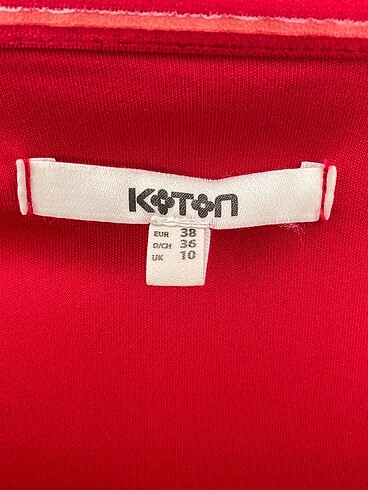 KOTON
EUR 38
D/CH 36
UK 10